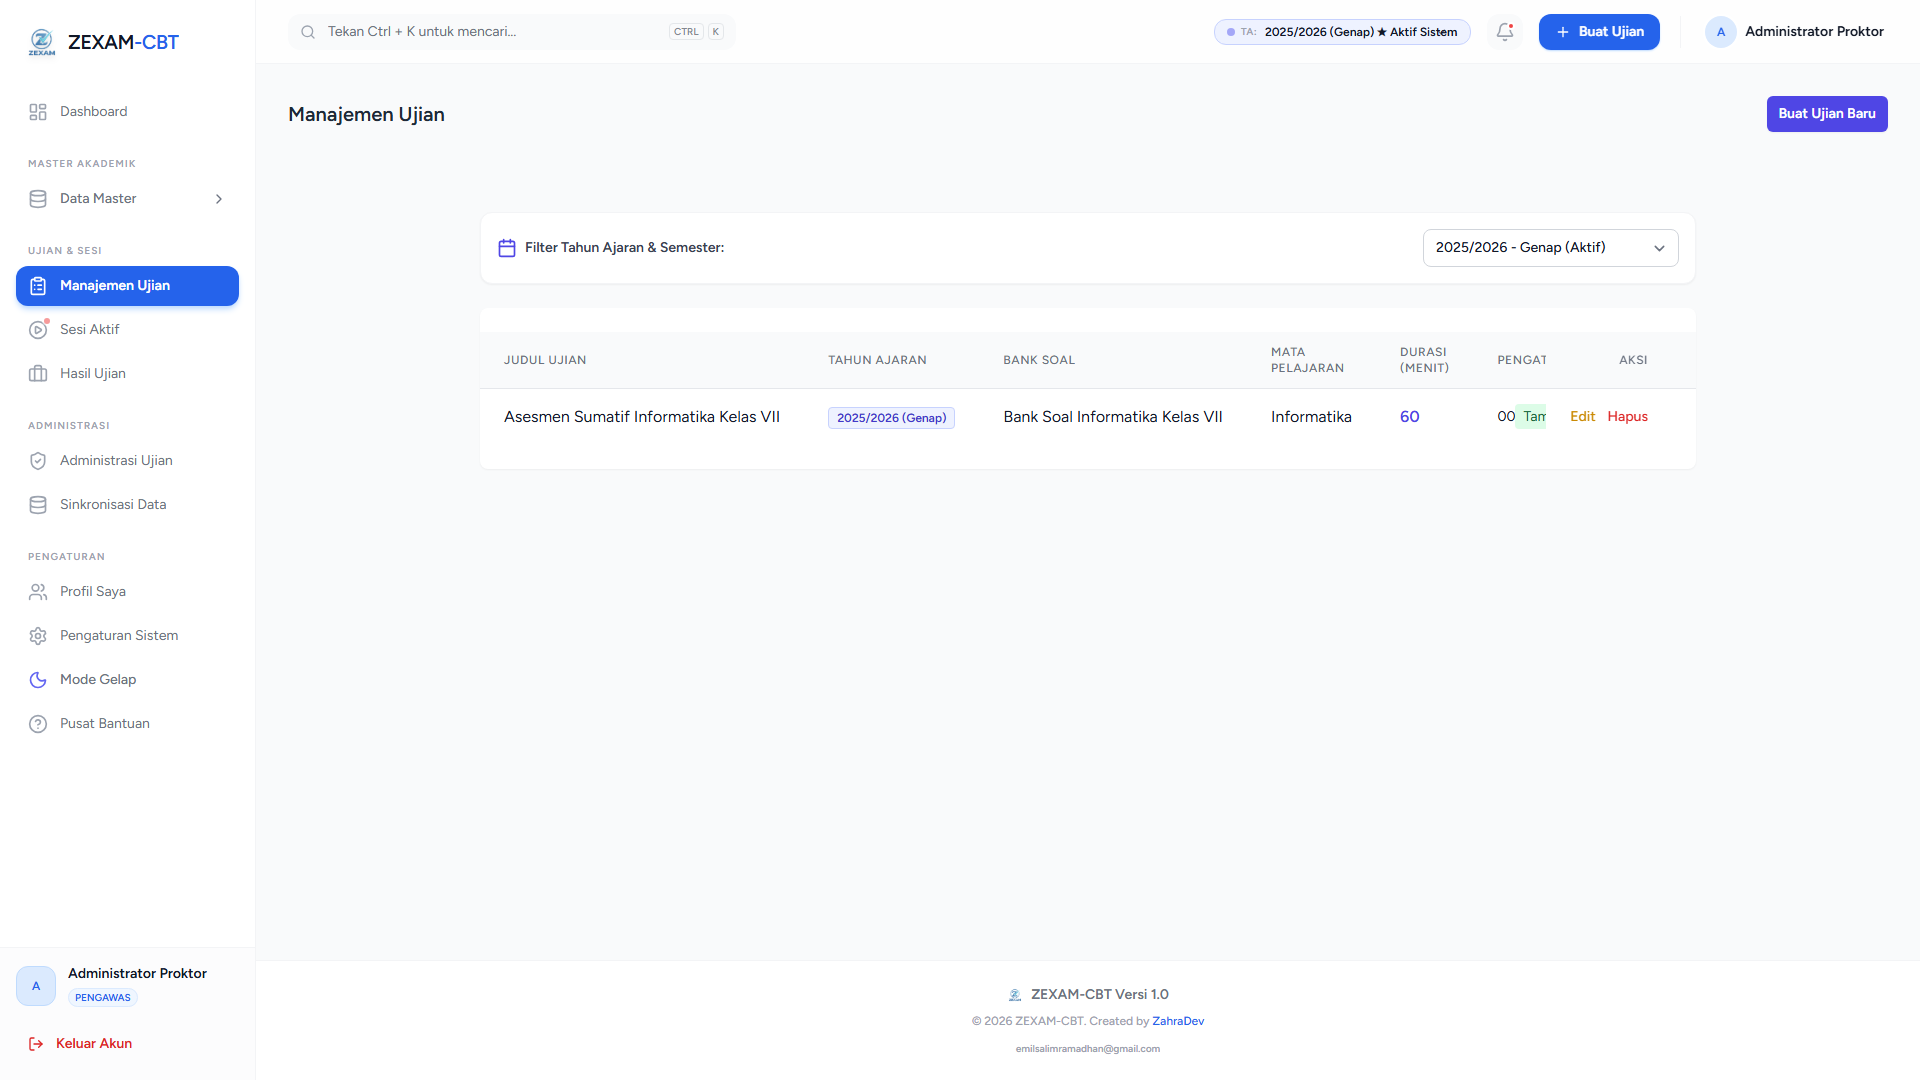 ZEXAM
ZEXAM-CBT
Tekan Ctrl + K untuk mencari...
CTRL K
TA: 2025/2026 (Genap) ★ Aktif Sistem
+ Buat Ujian
A
Administrator Proktor
Dashboard
MASTER AKADEMIK
Data Master
UJIAN & SESI
Manajemen Ujian
Sesi Aktif
Hasil Ujian
ADMINISTRASI
Administrasi Ujian
Sinkronisasi Data
PENGATURAN
Profil Saya
Pengaturan Sistem
Mode Gelap
Pusat Bantuan
A
Administrator Proktor
PENGAWAS
Keluar Akun
Manajemen Ujian
Buat Ujian Baru
Filter Tahun Ajaran & Semester:
2025/2026 - Genap (Aktif)
JUDUL UJIAN
TAHUN AJARAN
BANK SOAL
MATA PELAJARAN
DURASI (MENIT)
PENGAT
AKSI
Asesmen Sumatif Informatika Kelas VII
2025/2026 (Genap)
Bank Soal Informatika Kelas VII
Informatika
60
00 Tam
Edit
Hapus
ZEXAM-CBT Versi 1.0
© 2026 ZEXAM-CBT. Created by ZahraDev
emilsalimramadhan@gmail.com